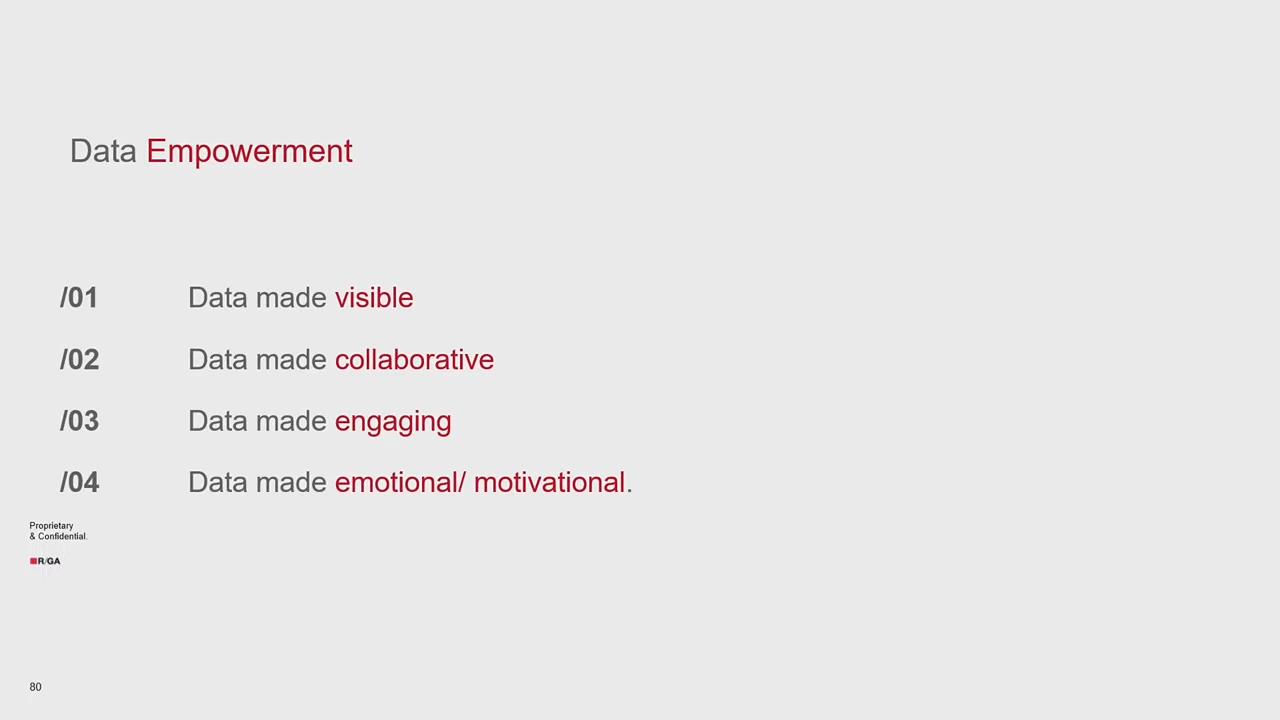 Data Empowerment
/01 Data made visible
/02 Data made collaborative
/03 Data made engaging
/04 Data made emotional/ motivational.
Proprietary
& Confidential.
R/GA
80